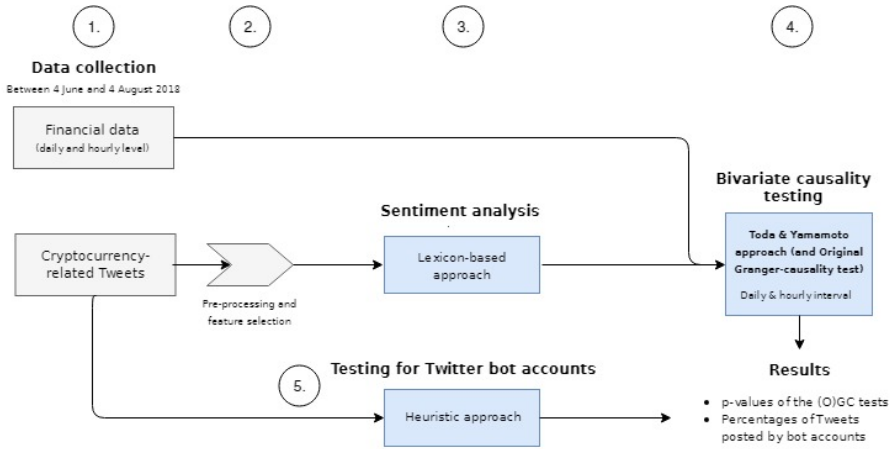 1.
2.
3.
4.
Data collection
Between 4 June and 4 August 2018
Financial data
(daily and hourly level)
Bivariate causality
testing
Sentiment analysis
Toda & Yamamoto
approach (and Original
Granger-causality test)
Daily & hourly interval
Cryptocurrency-
related Tweets
Lexicon-based
approach
Pre-processing and
feature selection
5.
Testing for Twitter bot accounts
Heuristic approach
Results
• p-values of the (O)GC tests
• Percentages of Tweets
posted by bot accounts